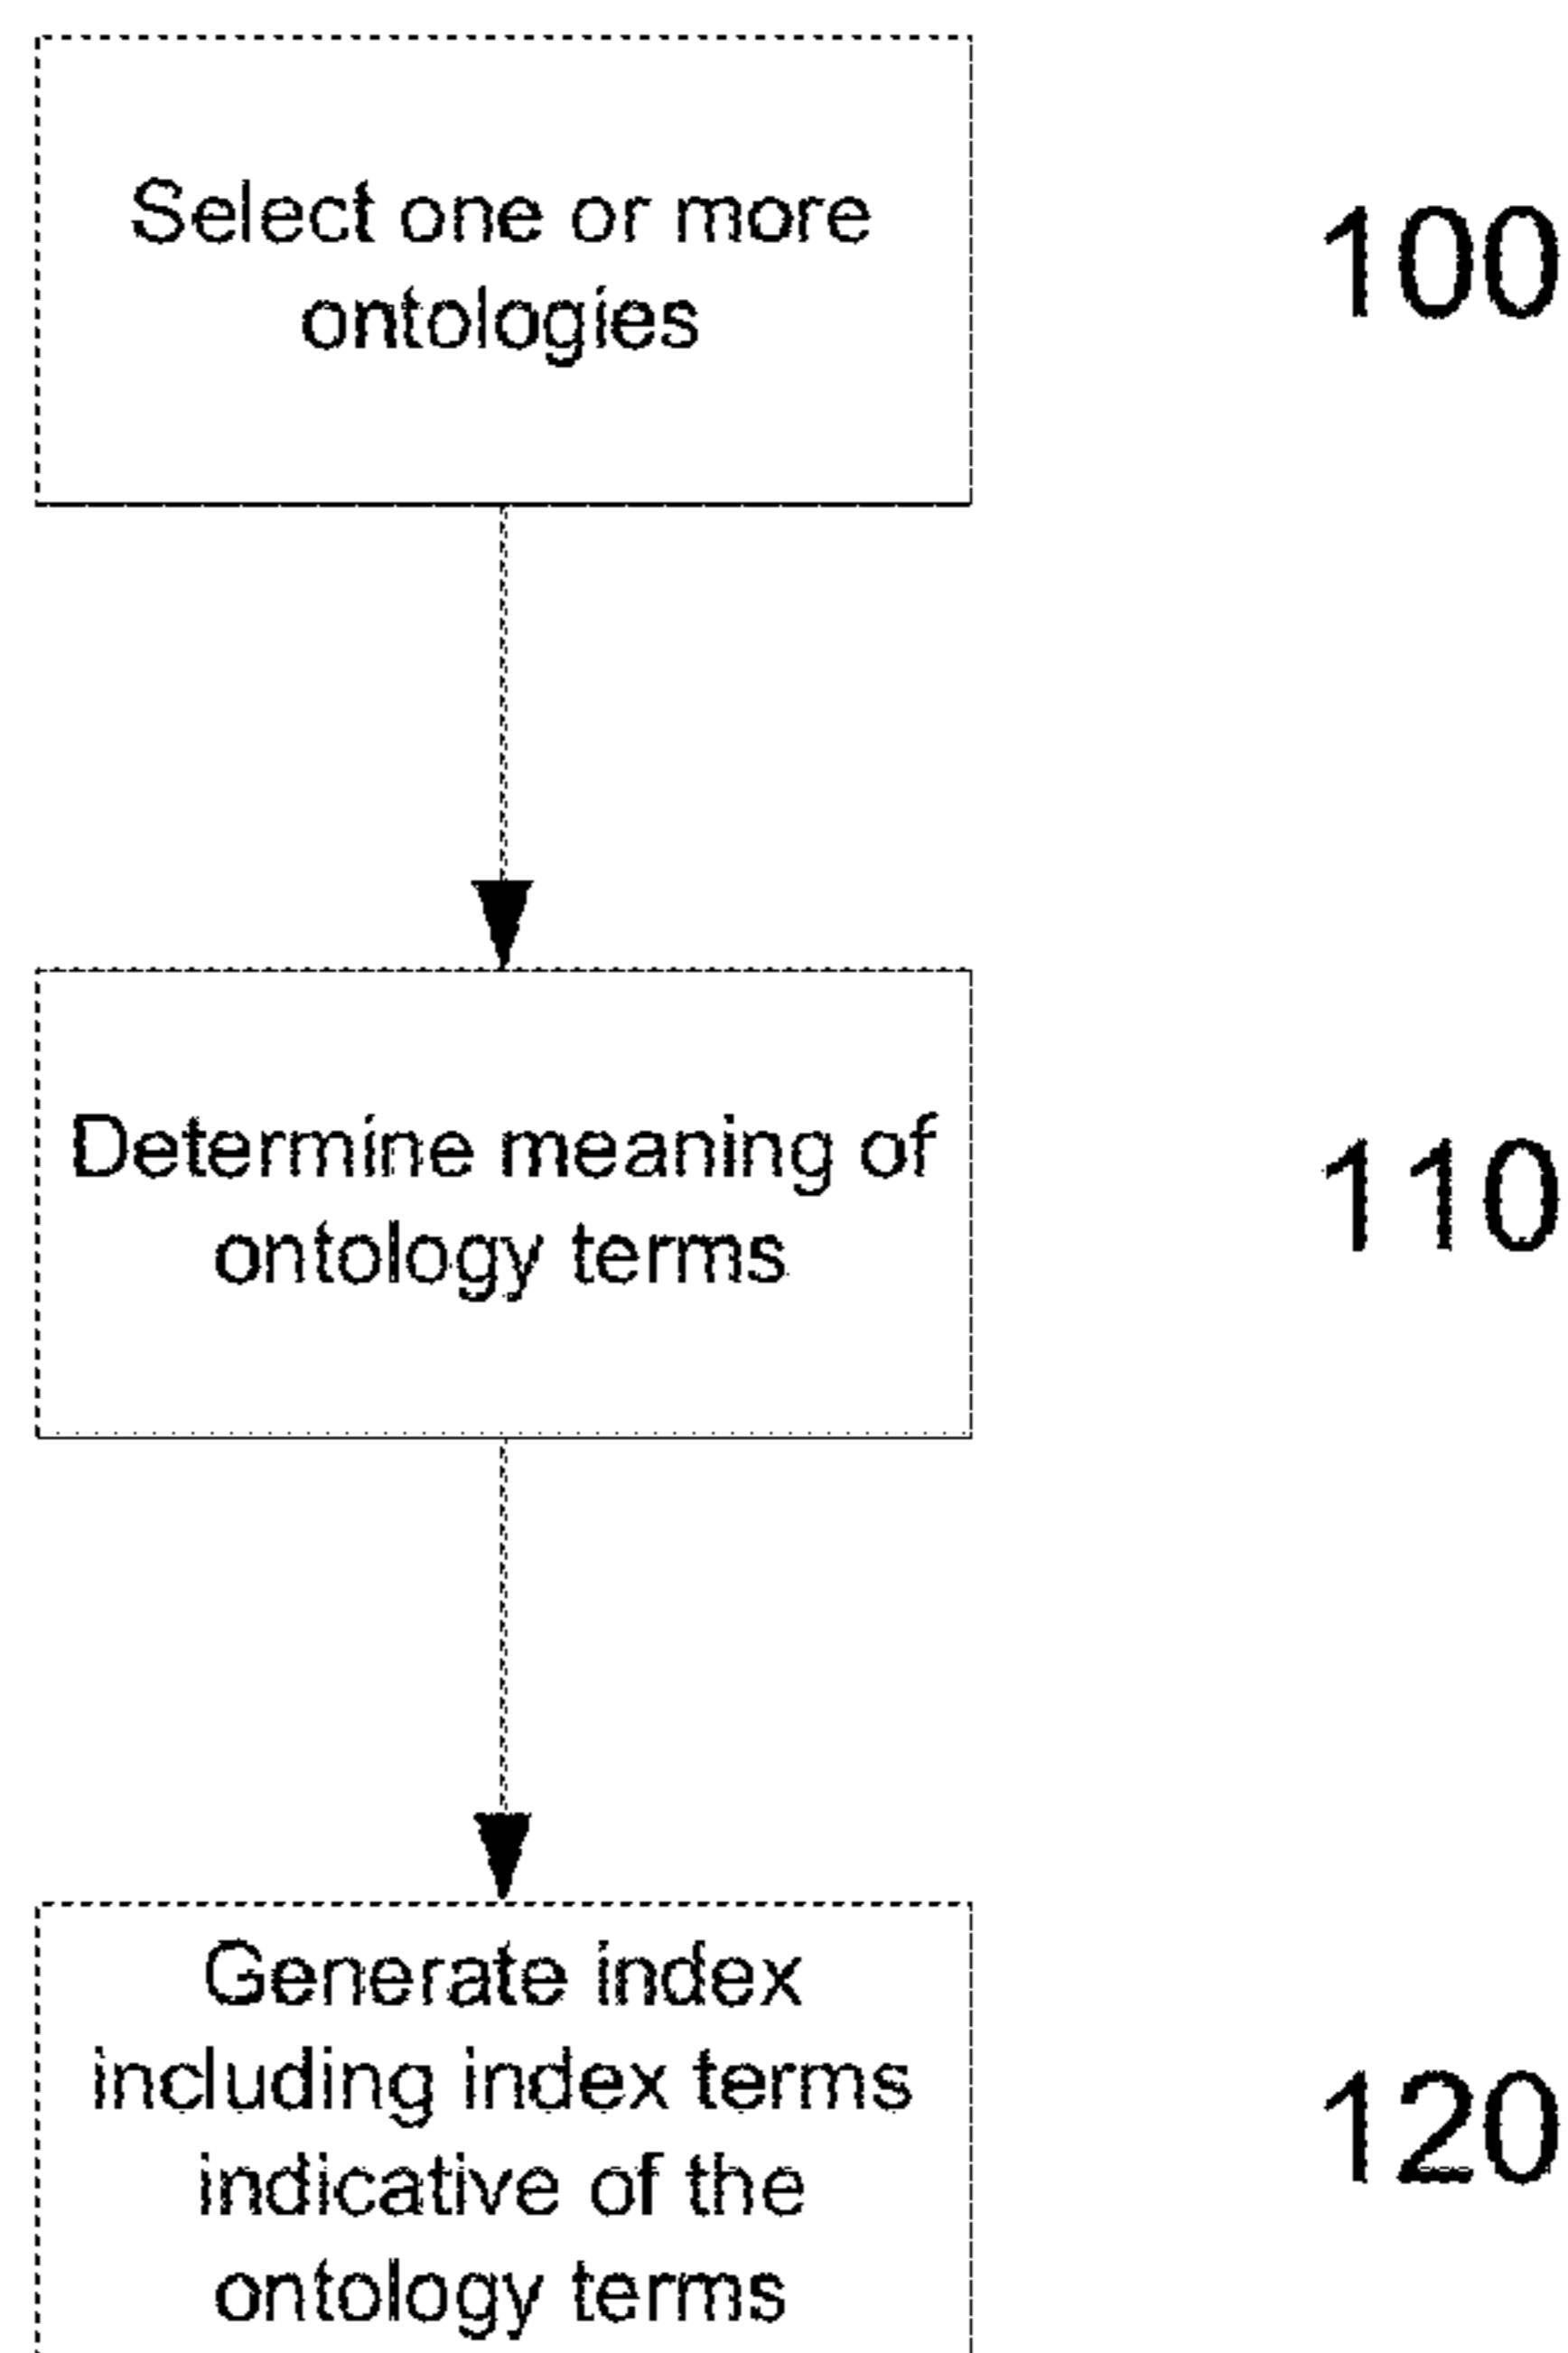 Select one or more
ontologies
100
Determine meaning of
ontology terms
110
Generate index
including index terms
indicative of the
ontology terms
120